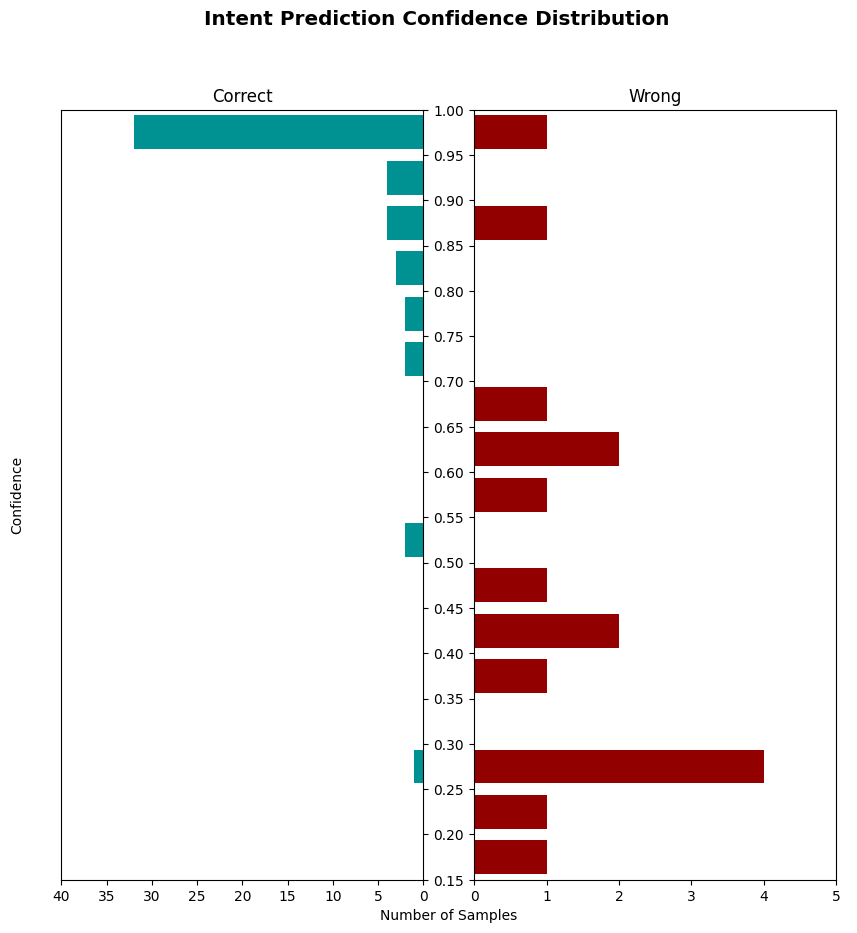 Intent Prediction Confidence Distribution
Correct
Wrong
1.00
0.95
0.90
0.85
0.80
0.75
0.70
0.65
0.60
0.55
0.50
0.45
0.40
0.35
0.30
0.25
0.20
0.15
Confidence
40 35 30 25 20 15 10 5 0
0 1 2 3 4 5
Number of Samples